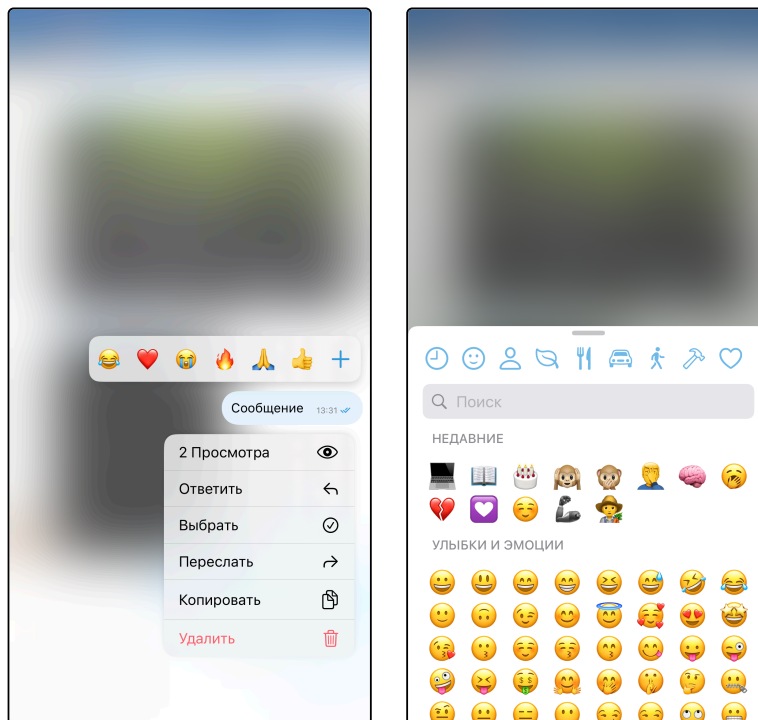 Сообщение 13:31
2 Просмотра
Ответить
Выбрать
Переслать
Копировать
Удалить
Поиск
НЕДАВНИЕ
УЛЫБКИ И ЭМОЦИИ